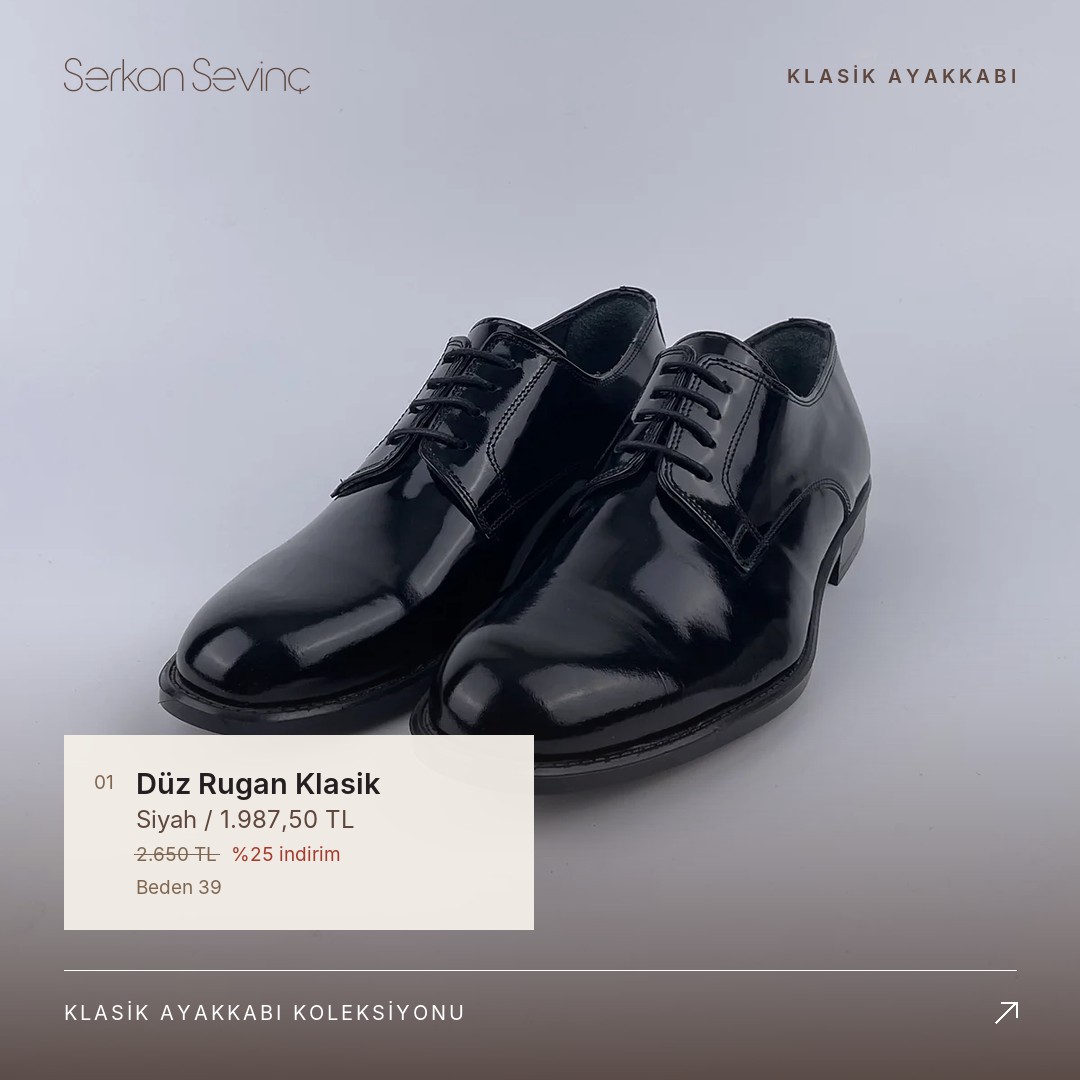 Serkan Sevinç
KLASİK AYAKKABI
01
Düz Rugan Klasik
Siyah / 1.987,50 TL
2.650 TL %25 indirim
Beden 39
KLASİK AYAKKABI KOLEKSİYONU